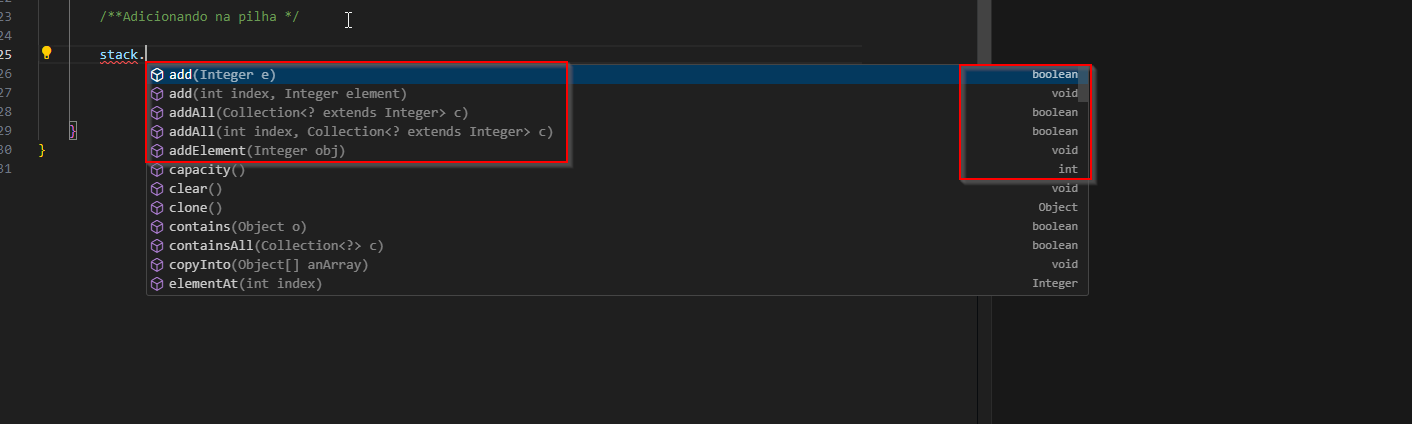 23 /**Adicionando na pilha */
24
25 stack.
26 add(Integer e) boolean
27 add(int index, Integer element) void
28 addAll(Collection<? extends Integer> c) boolean
29 } addAll(int index, Collection<? extends Integer> c) boolean
30 } addElement(Integer obj) void
31 capacity() int
clear() void
clone() Object
contains(Object o) boolean
containsAll(Collection<?> c) boolean
copyInto(Object[] anArray) void
elementAt(int index) Integer